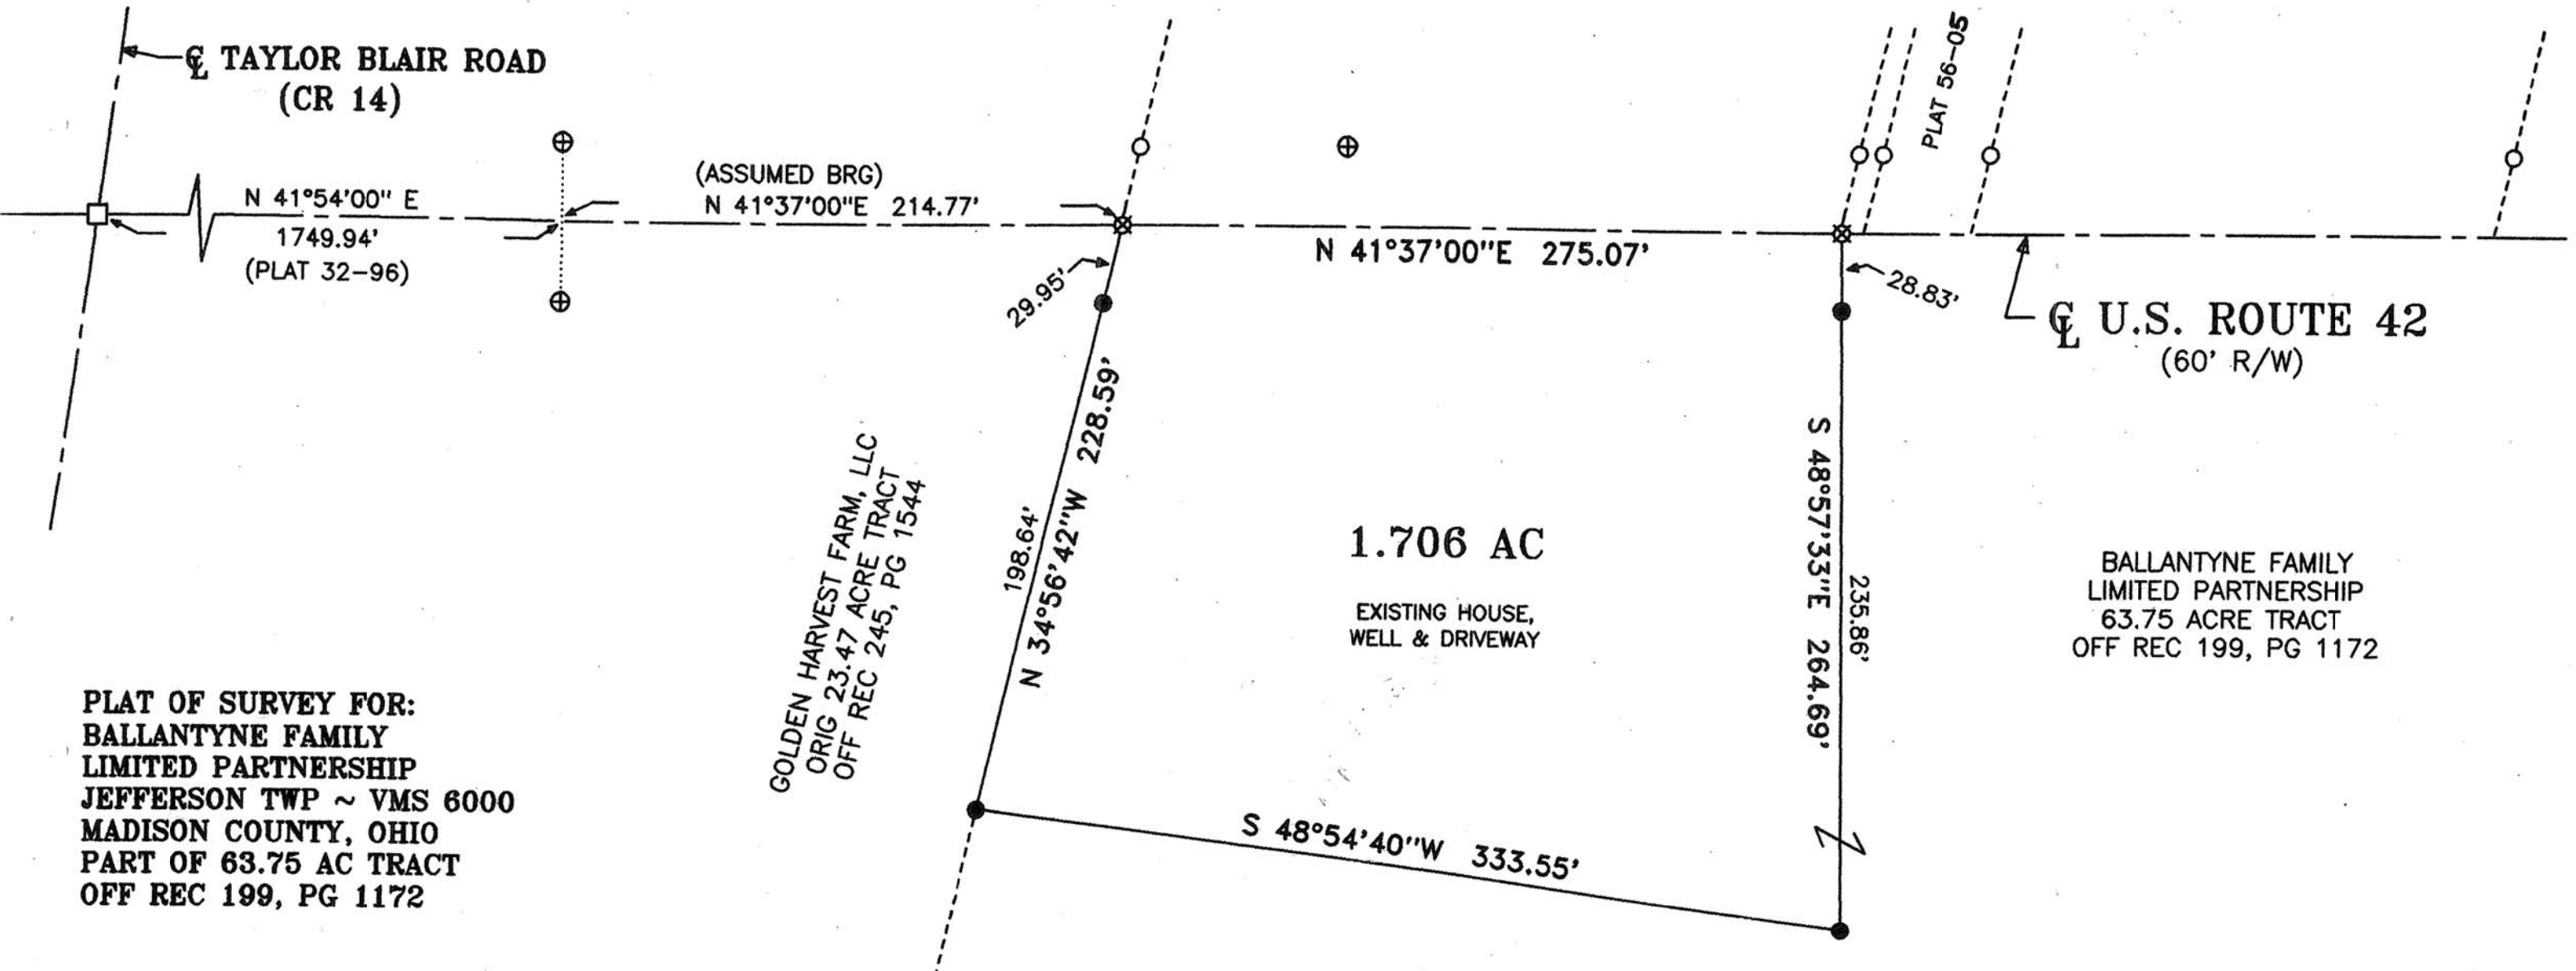 ℄ TAYLOR BLAIR ROAD
(CR 14)
N 41°54'00" E
1749.94'
(PLAT 32-96)
(ASSUMED BRG)
N 41°37'00"E 214.77'
N 41°37'00"E 275.07'
PLAT 56-05
29.95'
28.83'
℄ U.S. ROUTE 42
(60' R/W)
GOLDEN HARVEST FARM, LLC
ORIG 23.47 ACRE TRACT
OFF REC 245, PG 1544
198.64'
N 34°56'42"W 228.59'
1.706 AC
EXISTING HOUSE,
WELL & DRIVEWAY
S 48°57'33"E 264.69'
235.86'
BALLANTYNE FAMILY
LIMITED PARTNERSHIP
63.75 ACRE TRACT
OFF REC 199, PG 1172
S 48°54'40"W 333.55'
PLAT OF SURVEY FOR:
BALLANTYNE FAMILY
LIMITED PARTNERSHIP
JEFFERSON TWP ~ VMS 6000
MADISON COUNTY, OHIO
PART OF 63.75 AC TRACT
OFF REC 199, PG 1172